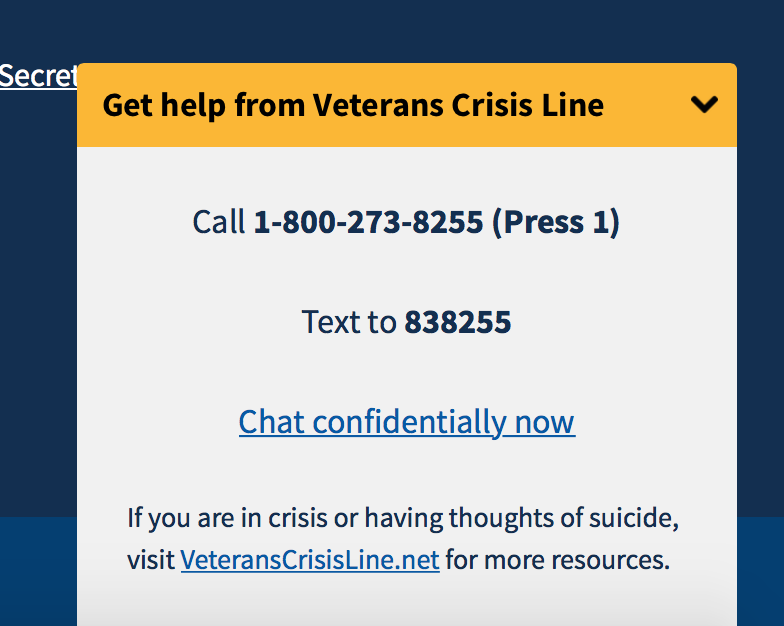 Secret
Get help from Veterans Crisis Line
Call 1-800-273-8255 (Press 1)
Text to 838255
Chat confidentially now
If you are in crisis or having thoughts of suicide,
visit VeteransCrisisLine.net for more resources.